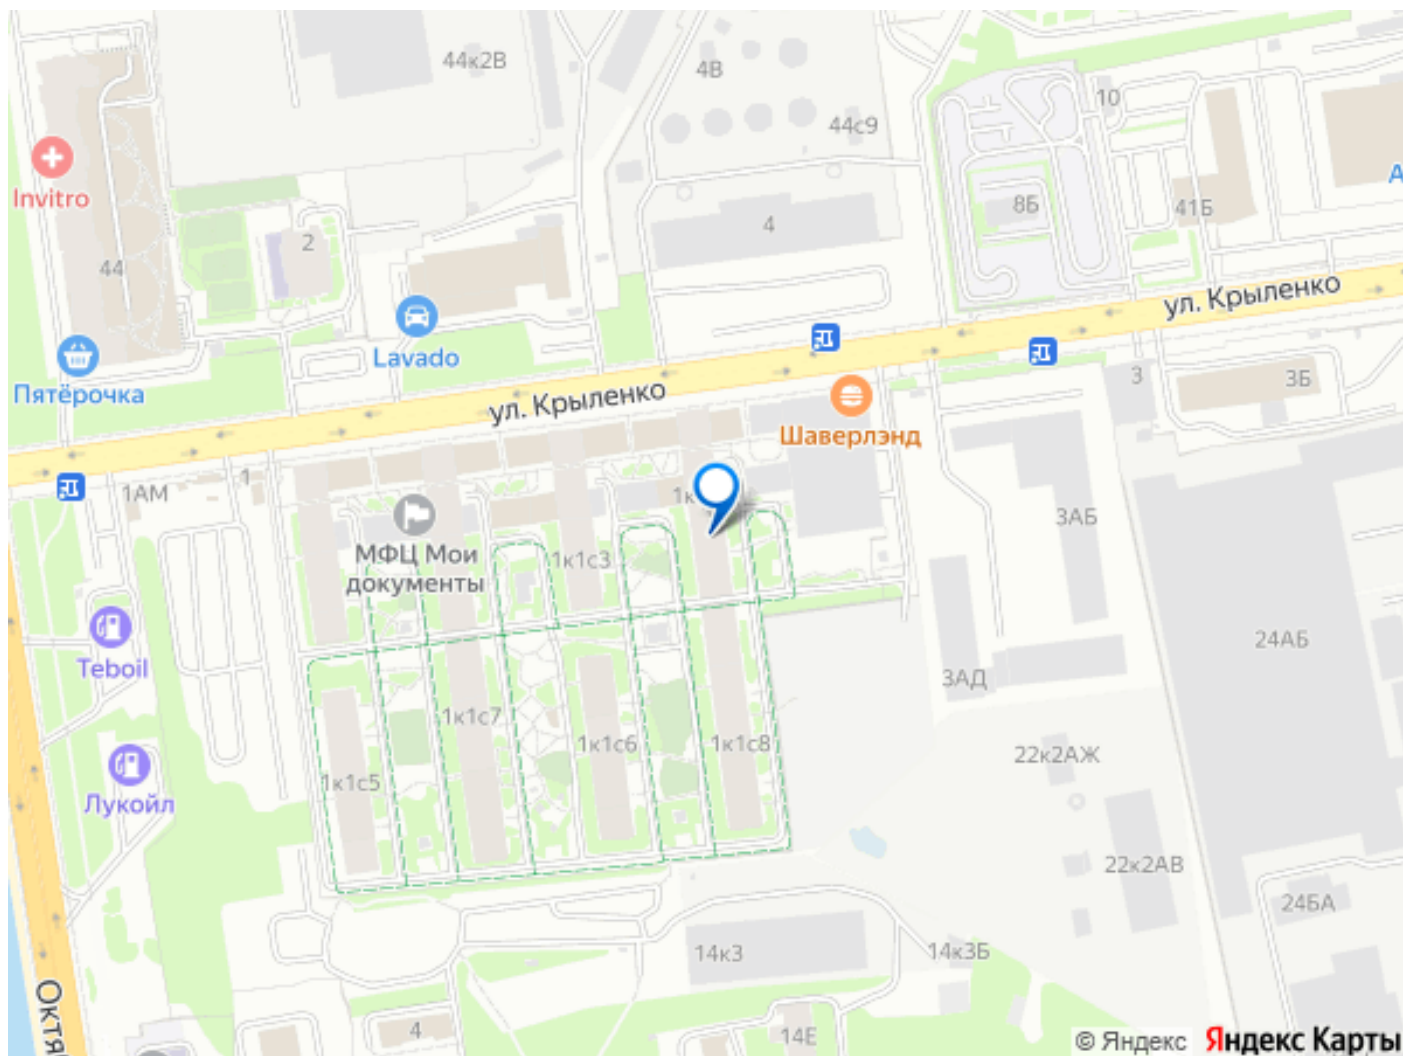 44к2В
4В
10
44с9
Invitro
8Б
41Б
2
4
44
ул. Крыленко
Lavado
Пятёрочка
3
3Б
ул. Крыленко
Шаверлэнд
1
1АМ
3АБ
МФЦ Мои
документы
1к1с3
Teboil
24АБ
3АД
1к1с7
1к1с6
1к1с8
22к2АЖ
1к1с5
Лукойл
22к2АВ
24БА
14к3
14к3Б
4
14Е
© Яндекс
Яндекс Карты